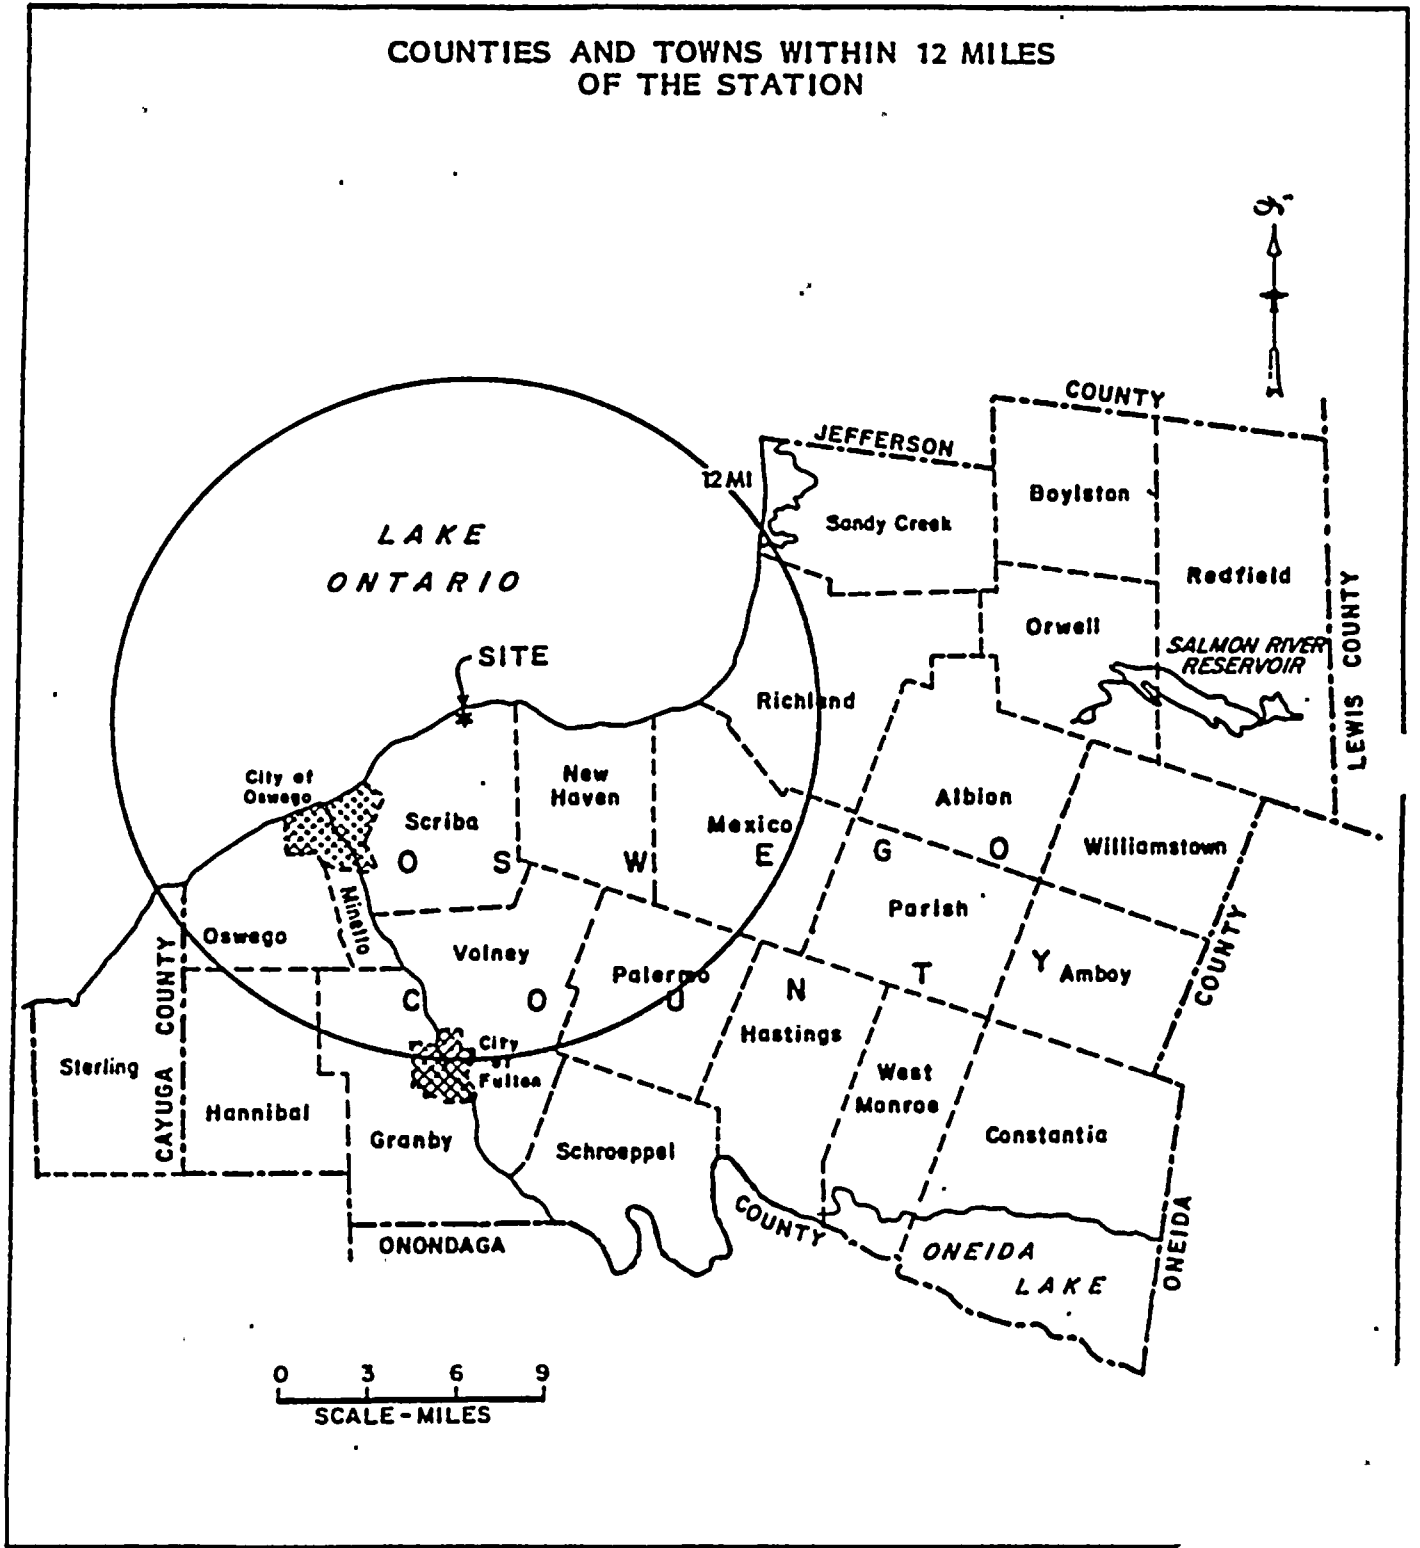 COUNTIES AND TOWNS WITHIN 12 MILES
OF THE STATION
COUNTY
JEFFERSON
12 MI
Boylston
Sandy Creek
LAKE
ONTARIO
Redfield
Orwell
LEWIS COUNTY
SALMON RIVER
RESERVOIR
SITE
Richland
City of
Oswego
New
Haven
Albion
Scriba
Mexico
Williamstown
O S W E G O
Minello
Parish
Oswego
Volney
Palermo
Amboy
COUNTY
CAYUGA COUNTY
C O U N T Y
Hastings
City
of
Fulton
Sterling
West
Monroe
Hannibal
Granby
Schroeppel
Constantia
COUNTY
ONONDAGA
ONEIDA
LAKE
ONEIDA
0 3 6 9
SCALE-MILES